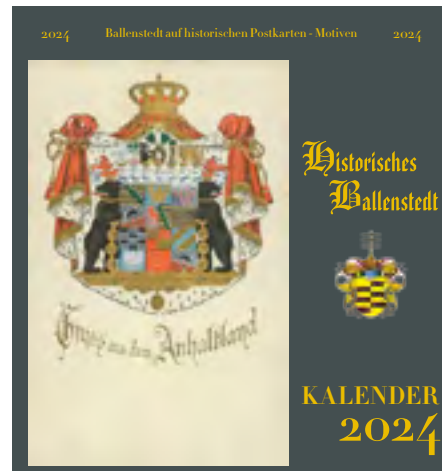 2024 Ballenstedt auf historischen Postkarten - Motiven 2024
Historisches
Ballenstedt
Gruss aus dem Anhaltland
KALENDER
2024